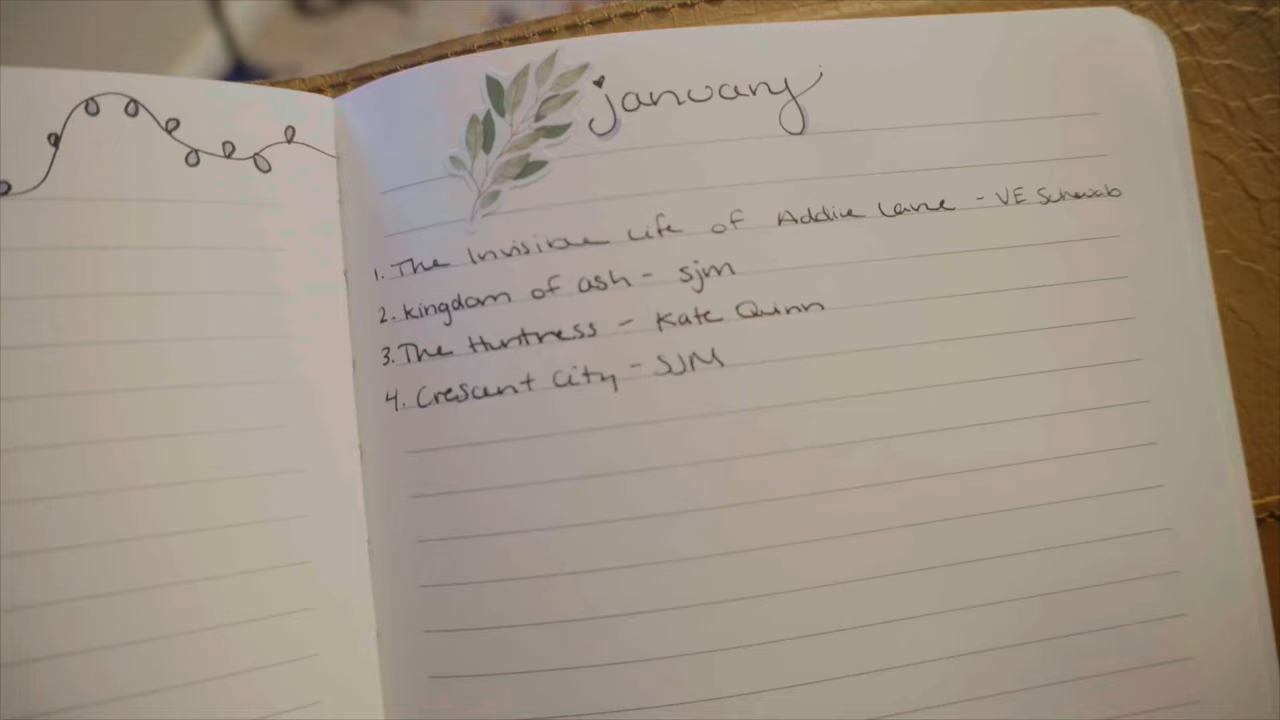 january
1. The Invisible Life of Addie Larue - VE Schwab
2. kingdom of ash - sjm
3. The Huntress - Kate Quinn
4. Crescent City - SJM